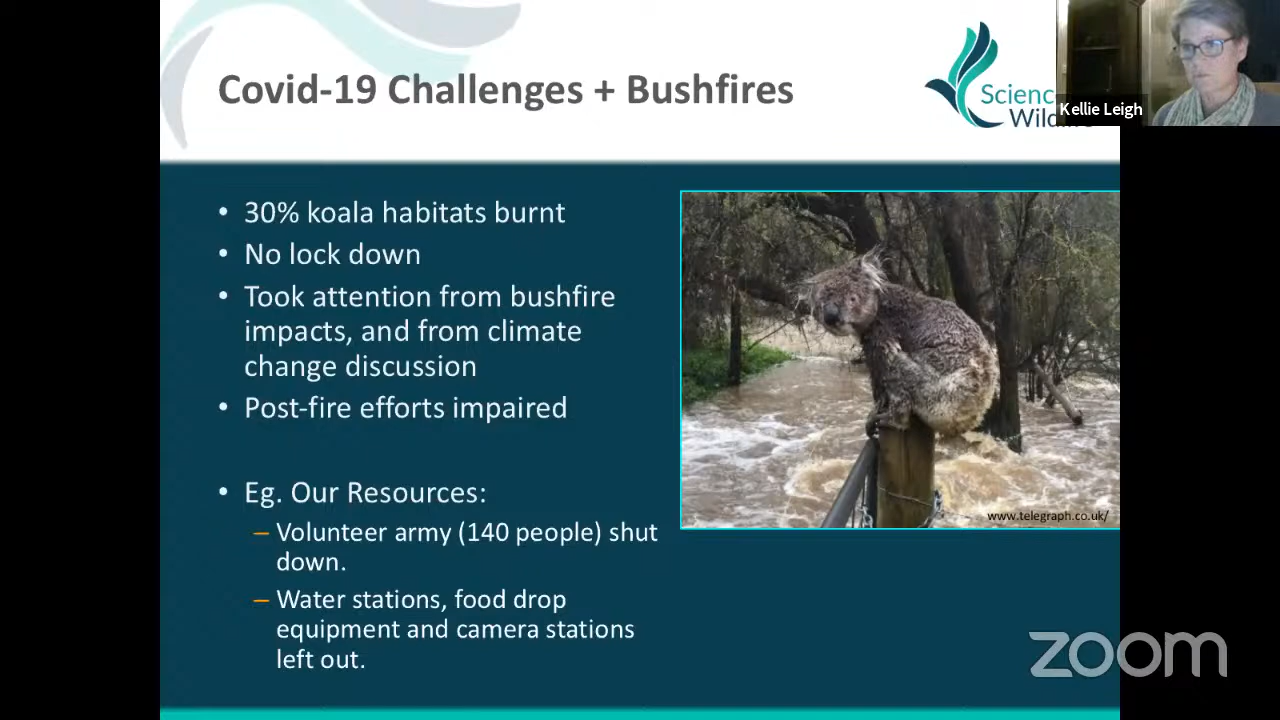 Covid-19 Challenges + Bushfires
Kellie Leigh
• 30% koala habitats burnt
• No lock down
• Took attention from bushfire
impacts, and from climate
change discussion
• Post-fire efforts impaired
• Eg. Our Resources:
– Volunteer army (140 people) shut
down.
– Water stations, food drop
equipment and camera stations
left out.
www.telegraph.co.uk/
zoom